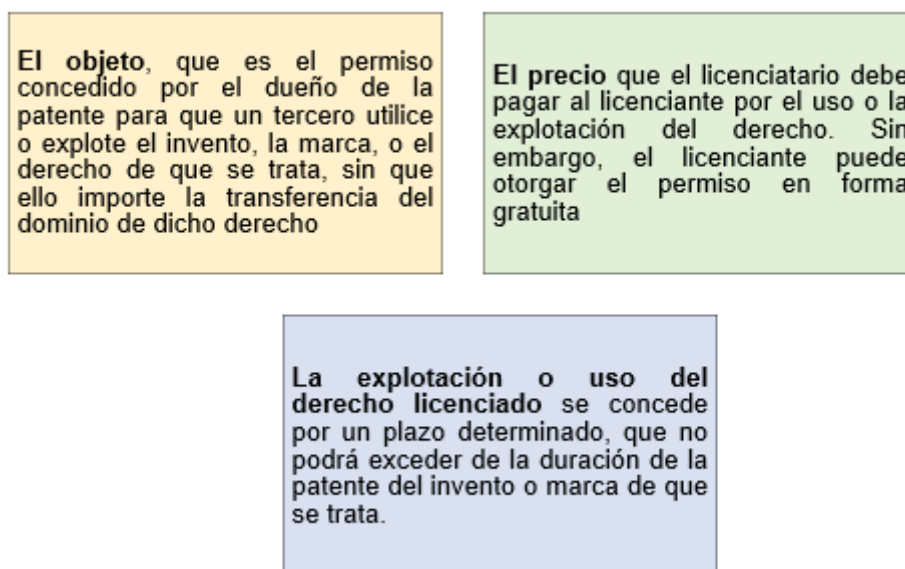 El objeto, que es el permiso
concedido por el dueño de la
patente para que un tercero utilice
o explote el invento, la marca, o el
derecho de que se trata, sin que
ello importe la transferencia del
dominio de dicho derecho
El precio que el licenciatario debe
pagar al licenciante por el uso o la
explotación del derecho. Sin
embargo, el licenciante puede
otorgar el permiso en forma
gratuita
La explotación o uso del
derecho licenciado se concede
por un plazo determinado, que no
podrá exceder de la duración de la
patente del invento o marca de que
se trata.